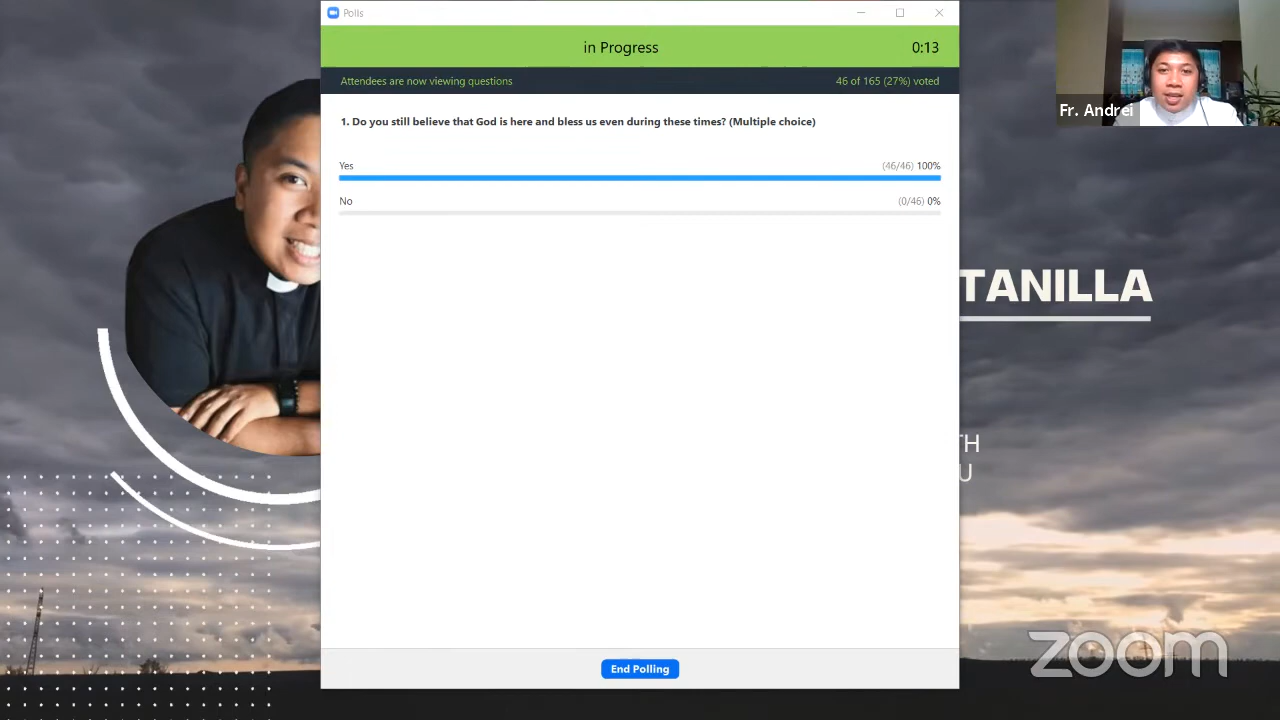 Polls
in Progress
0:13
Attendees are now viewing questions
46 of 165 (27%) voted
1. Do you still believe that God is here and bless us even during these times? (Multiple choice)
Yes
(46/46) 100%
No
(0/46) 0%
End Polling
Fr. Andrei
TANILLA
TH
U
zoom